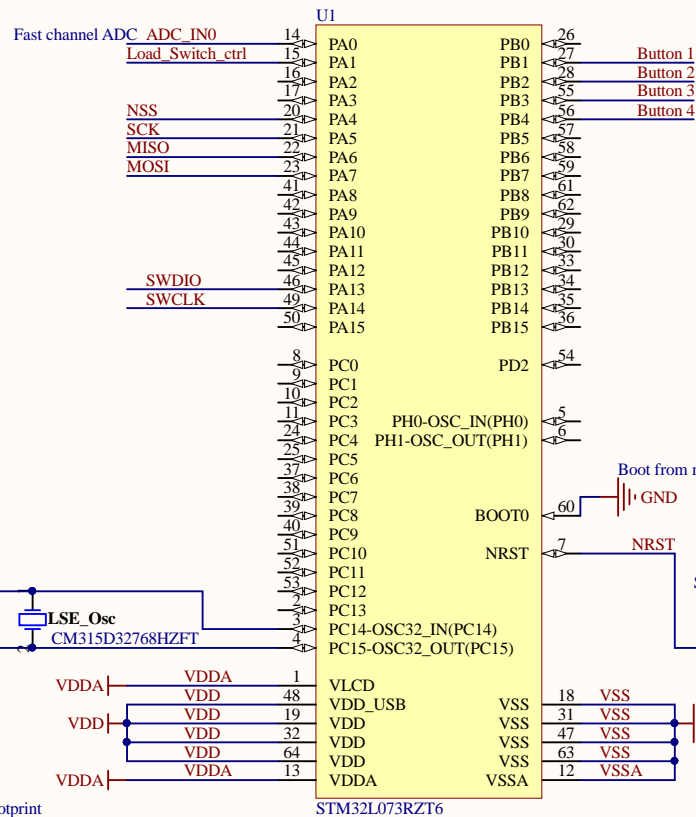 U1
Fast channel ADC ADC_IN0 14 PA0 PB0 26
Load_Switch_ctrl 15 PA1 PB1 27 Button 1
16 PA2 PB2 28 Button 2
17 PA3 PB3 55 Button 3
NSS 20 PA4 PB4 56 Button 4
SCK 21 PA5 PB5 57
MISO 22 PA6 PB6 58
MOSI 23 PA7 PB7 59
41 PA8 PB8 61
42 PA9 PB9 62
43 PA10 PB10 29
44 PA11 PB11 30
45 PA12 PB12 33
SWDIO 46 PA13 PB13 34
SWCLK 49 PA14 PB14 35
50 PA15 PB15 36
8 PC0 PD2 54
9 PC1
10 PC2
11 PC3 PH0-OSC_IN(PH0) 5
24 PC4 PH1-OSC_OUT(PH1) 6
25 PC5
37 PC6 Boot from
38 PC7 GND
39 PC8 BOOT0 60
40 PC9
51 PC10 NRST 7 NRST
52 PC11
53 PC12
2 PC13
LSE_Osc 3 PC14-OSC32_IN(PC14)
CM315D32768HZFT 4 PC15-OSC32_OUT(PC15)
VDDA VDDA 1 VLCD
VDD 48 VDD_USB VSS 18 VSS
VDD VDD 19 VDD VSS 31 VSS
VDD 32 VDD VSS 47 VSS
VDD 64 VDD VSS 63 VSS
VDDA VDDA 13 VDDA VSSA 12 VSSA
otprint STM32L073RZT6